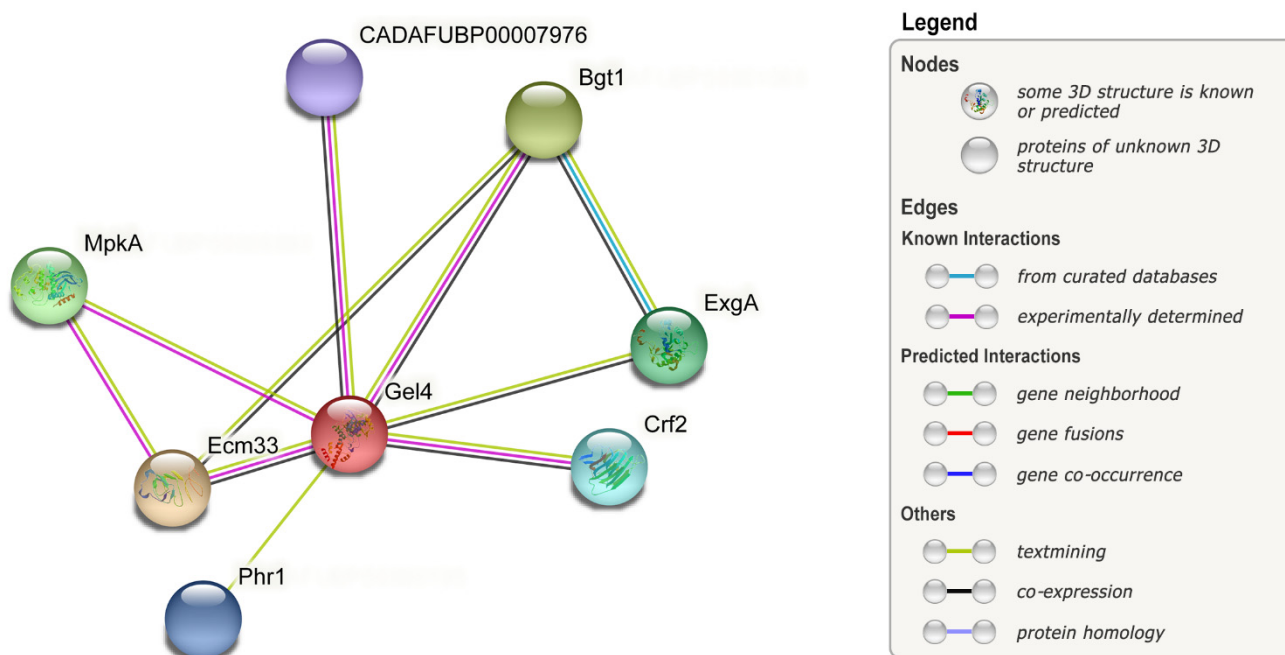 CADAFUBP00007976
Bgt1
MpkA
ExgA
Gel4
Crf2
Ecm33
Phr1
Legend
Nodes
some 3D structure is known
or predicted
proteins of unknown 3D
structure
Edges
Known Interactions
from curated databases
experimentally determined
Predicted Interactions
gene neighborhood
gene fusions
gene co-occurrence
Others
textmining
co-expression
protein homology